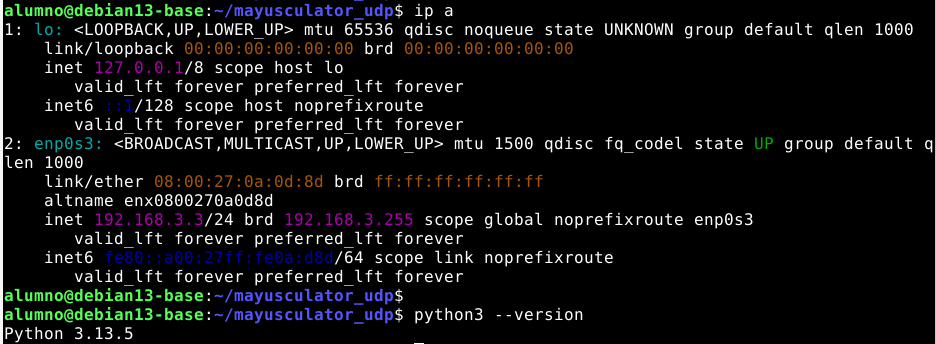 alumno@debian13-base:~/mayusculator_udp$ ip a
1: lo: <LOOPBACK,UP,LOWER_UP> mtu 65536 qdisc noqueue state UNKNOWN group default qlen 1000
    link/loopback 00:00:00:00:00:00 brd 00:00:00:00:00:00
    inet 127.0.0.1/8 scope host lo
       valid_lft forever preferred_lft forever
    inet6 ::1/128 scope host noprefixroute
       valid_lft forever preferred_lft forever
2: enp0s3: <BROADCAST,MULTICAST,UP,LOWER_UP> mtu 1500 qdisc fq_codel state UP group default q
len 1000
    link/ether 08:00:27:0a:0d:8d brd ff:ff:ff:ff:ff:ff
    altname enx0800270a0d8d
    inet 192.168.3.3/24 brd 192.168.3.255 scope global noprefixroute enp0s3
       valid_lft forever preferred_lft forever
    inet6 fe80::a00:27ff:fe0a:d8d/64 scope link noprefixroute
       valid_lft forever preferred_lft forever
alumno@debian13-base:~/mayusculator_udp$
alumno@debian13-base:~/mayusculator_udp$ python3 --version
Python 3.13.5